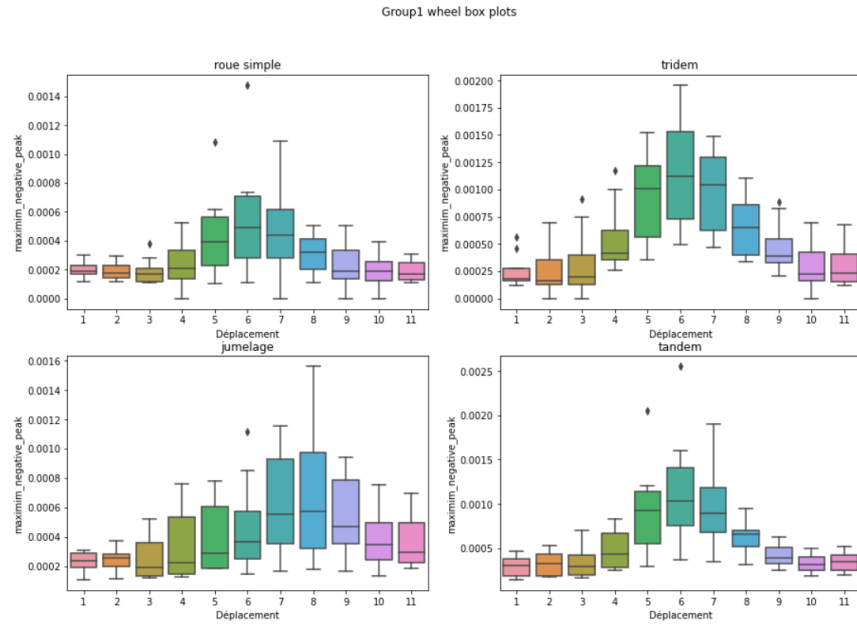 Group1 wheel box plots
roue simple
maximim_negative_peak
0.0014
0.0012
0.0010
0.0008
0.0006
0.0004
0.0002
0.0000
1 2 3 4 5 6 7 8 9 10 11
Déplacement
tridem
maximim_negative_peak
0.00200
0.00175
0.00150
0.00125
0.00100
0.00075
0.00050
0.00025
0.00000
1 2 3 4 5 6 7 8 9 10 11
Déplacement
jumelage
maximim_negative_peak
0.0016
0.0014
0.0012
0.0010
0.0008
0.0006
0.0004
0.0002
1 2 3 4 5 6 7 8 9 10 11
Déplacement
tandem
maximim_negative_peak
0.0025
0.0020
0.0015
0.0010
0.0005
1 2 3 4 5 6 7 8 9 10 11
Déplacement